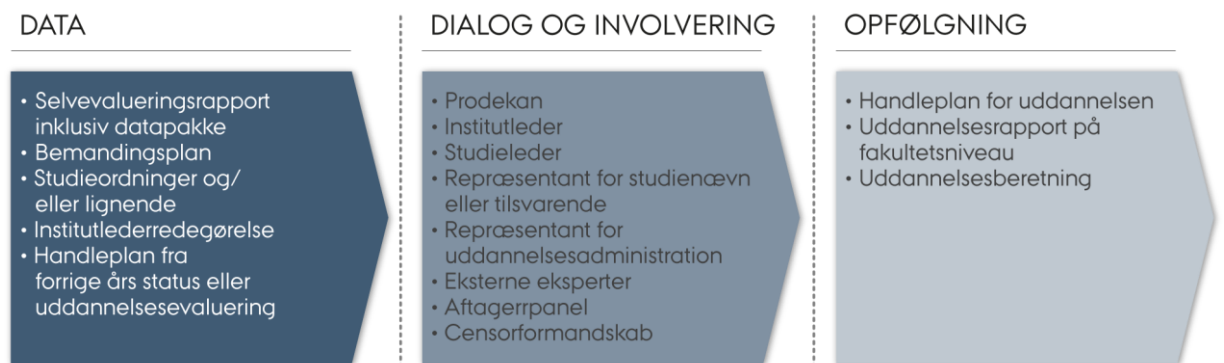 DATA
• Selvevalueringsrapport
inklusiv datapakke
• Bemandingsplan
• Studieordninger og/
eller lignende
• Institutlederredegørelse
• Handleplan fra
forrige års status eller
uddannelsesevaluering
DIALOG OG INVOLVERING
• Prodekan
• Institutleder
• Studieleder
• Repræsentant for studienævn
eller tilsvarende
• Repræsentant for
uddannelsesadministration
• Eksterne eksperter
• Aftagerrpanel
• Censorformandskab
OPFØLGNING
• Handleplan for uddannelsen
• Uddannelsesrapport på
fakultetsniveau
• Uddannelsesberetning